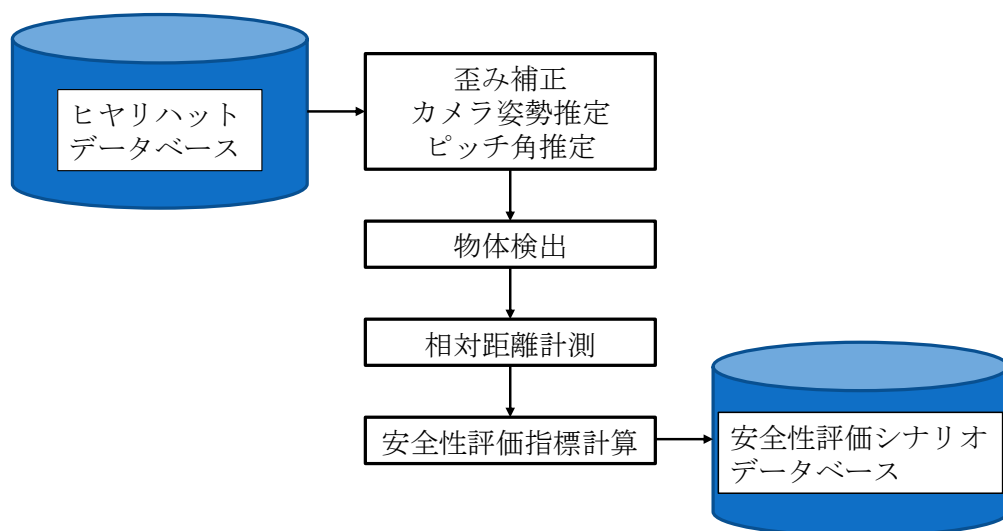 ヒヤリハット
データベース
歪み補正
カメラ姿勢推定
ピッチ角推定
物体検出
相対距離計測
安全性評価指標計算
安全性評価シナリオ
データベース